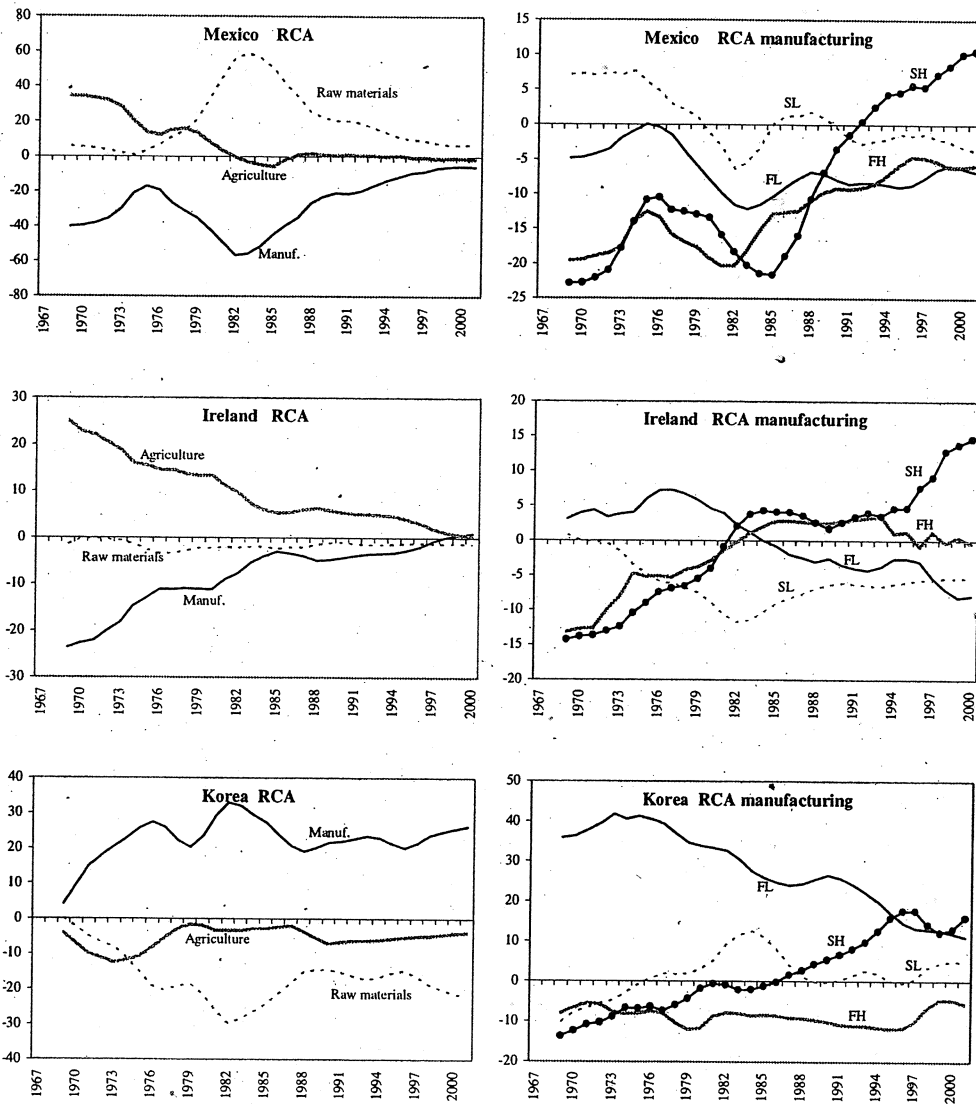 Mexico RCA
80
60
40
20
0
-20
-40
-60
-80
Raw materials
Agriculture
Manuf.
1967 1970 1973 1976 1979 1982 1985 1988 1991 1994 1997 2000
Mexico RCA manufacturing
15
10
5
0
-5
-10
-15
-20
-25
SH
SL
FL
FH
1967 1970 1973 1976 1979 1982 1985 1988 1991 1994 1997 2000
Ireland RCA
30
20
10
0
-10
-20
-30
Agriculture
Raw materials
Manuf.
1967 1970 1973 1976 1979 1982 1985 1988 1991 1994 1997 2000
Ireland RCA manufacturing
20
15
10
5
0
-5
-10
-15
-20
SH
FH
FL
SL
1967 1970 1973 1976 1979 1982 1985 1988 1991 1994 1997 2000
Korea RCA
40
30
20
10
0
-10
-20
-30
-40
Manuf.
Agriculture
Raw materials
1967 1970 1973 1976 1979 1982 1985 1988 1991 1994 1997 2000
Korea RCA manufacturing
50
40
30
20
10
0
-10
-20
FL
SH
SL
FH
1967 1970 1973 1976 1979 1982 1985 1988 1991 1994 1997 2000